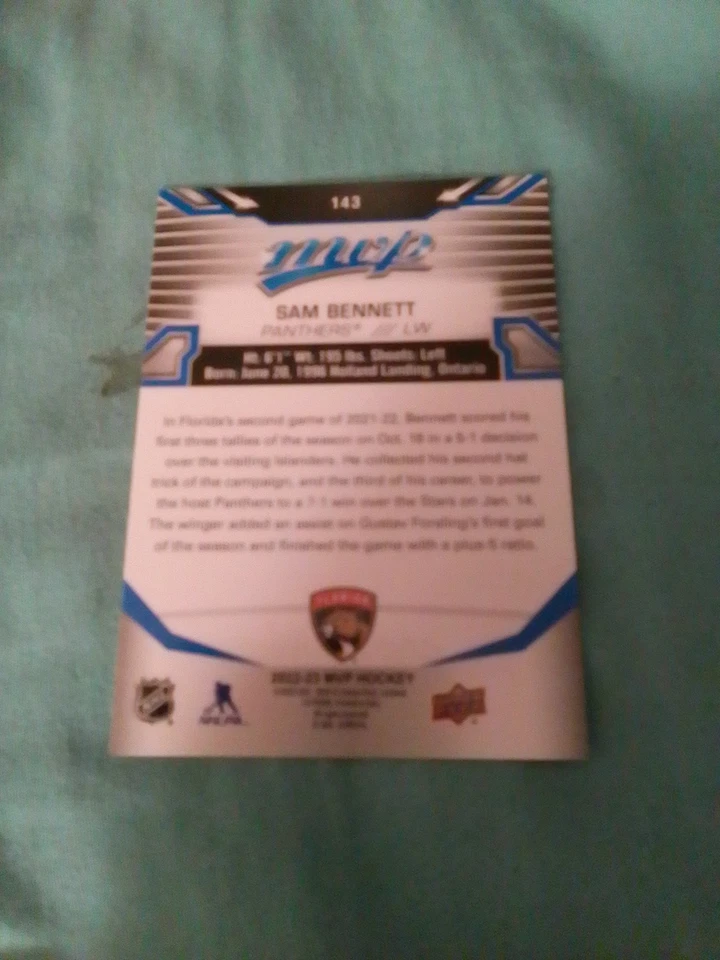 143
mvp
SAM BENNETT
PANTHERS® /// LW
Ht: 6'1" Wt: 195 lbs. Shoots: Left
Born: June 20, 1996 Holland Landing, Ontario
In Florida's second game of 2021-22, Bennett scored his
first three tallies of the season on Oct. 16 in a 5-1 decision
over the visiting Islanders. He collected his second hat
trick of the campaign, and the third of his career, to power
the host Panthers to a 7-1 win over the Stars on Jan. 14.
The winger added an assist on Gustav Forsling's first goal
of the season and finished the game with a plus-5 ratio.
FLORIDA
2022-23 MVP HOCKEY
NHL
NHLPA